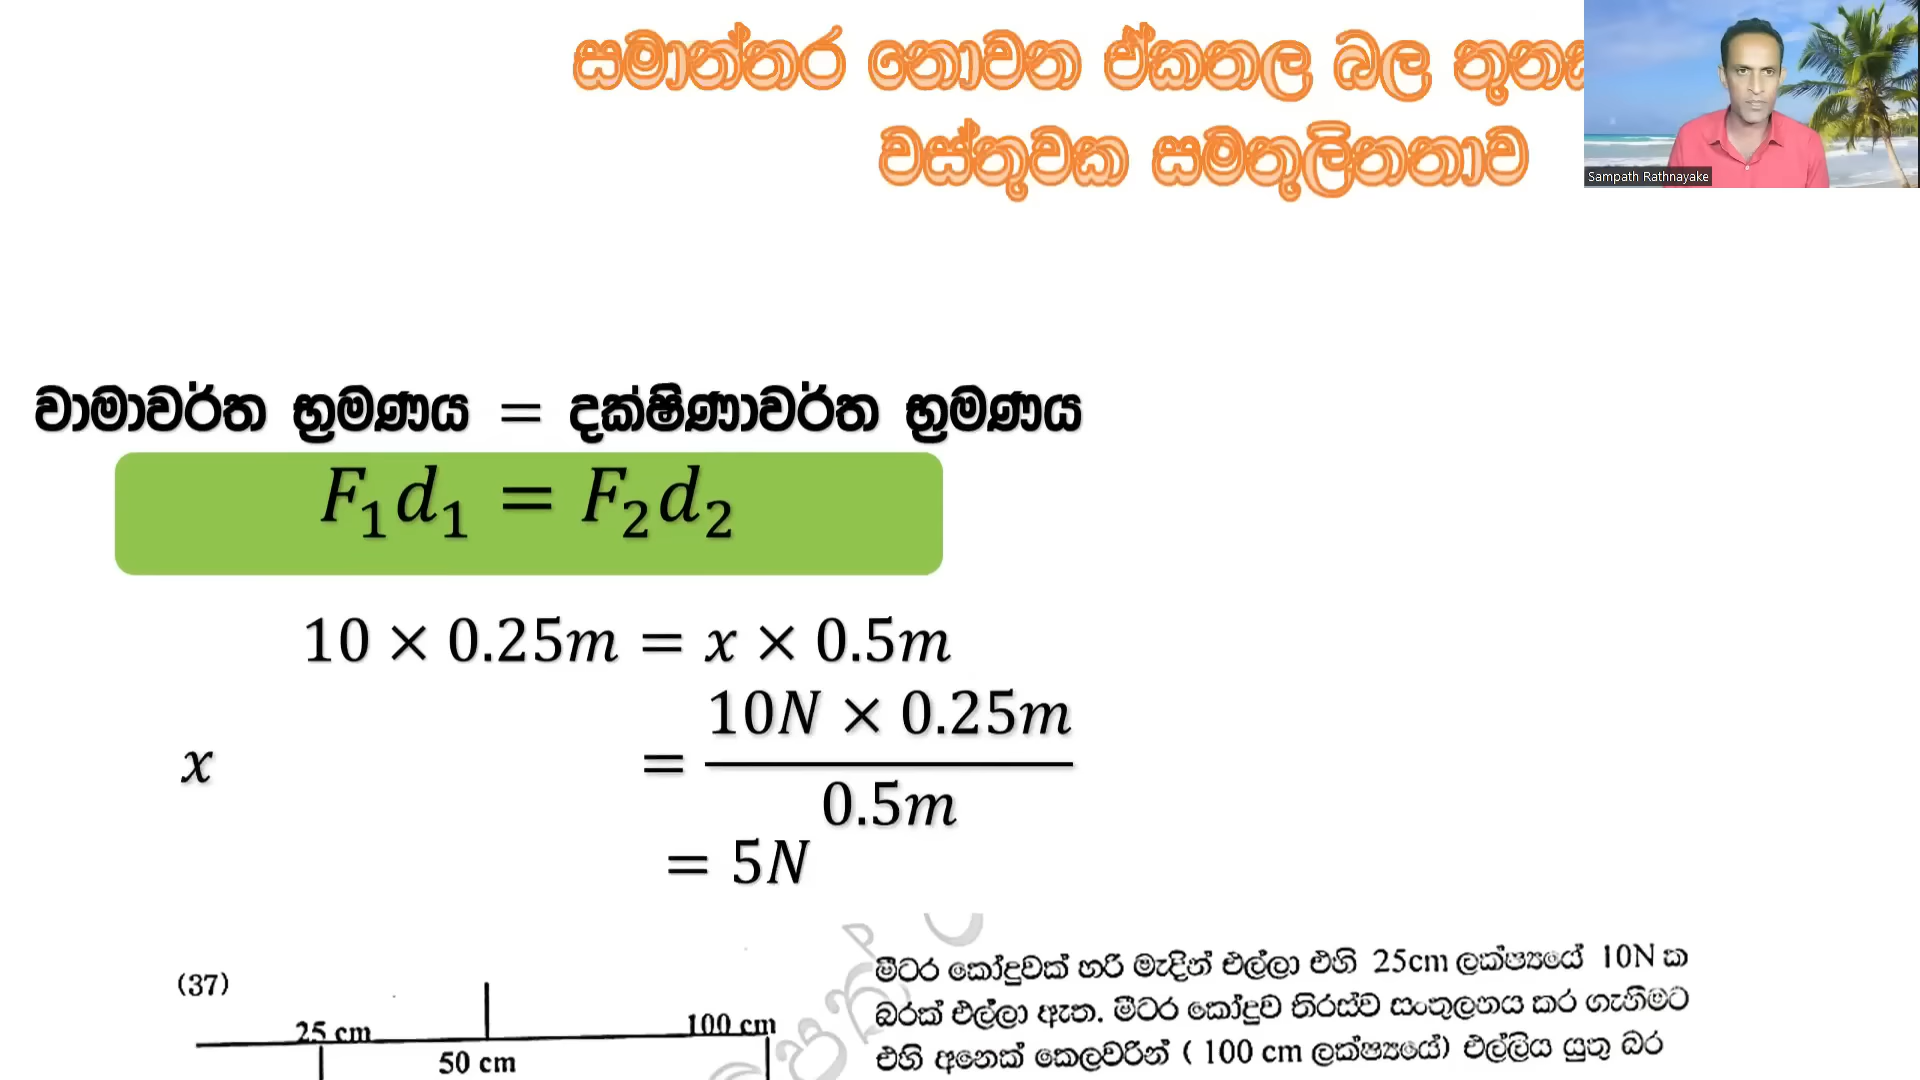 සමාන්තර නොවන ඒකතල බල
වස්තුවක සමතුලිතතාව
Sampath Rathnayake
වාමාවර්ත භ්‍රමණය = දක්ෂිණාවර්ත භ්‍රමණය
F₁d₁ = F₂d₂
10 × 0.25m = x × 0.5m
x = 10N × 0.25m / 0.5m
= 5N
(37)
25 cm
100 cm
50 cm
මීටර කෝදුවක් හරි මැදින් එල්ලා එහි 25cm ලක්ෂ්‍යයේ 10N ක
බරක් එල්ලා ඇත. මීටර කෝදුව තිරස්ව සංතුලනය කර ගැනීමට
එහි අනෙක් කෙලවරින් ( 100 cm ලක්ෂ්‍යයේ) එල්ලිය යුතු බර